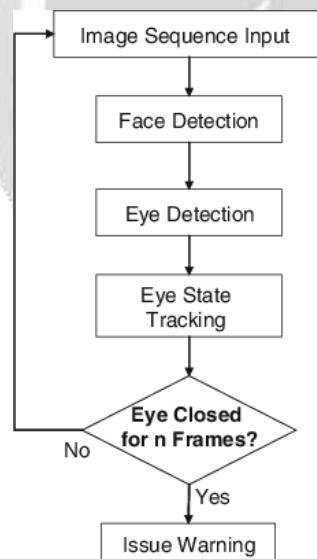 Image Sequence Input
Face Detection
Eye Detection
Eye State
Tracking
Eye Closed
for n Frames?
No
Yes
Issue Warning